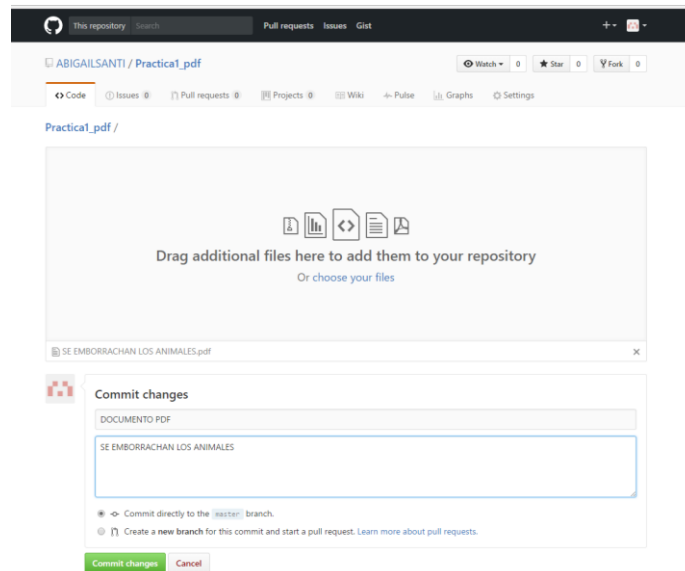 This repository Search Pull requests Issues Gist
ABIGAILSANTI / Practica1_pdf Watch 0 Star 0 Fork 0
Code Issues 0 Pull requests 0 Projects 0 Wiki Pulse Graphs Settings
Practica1_pdf /
Drag additional files here to add them to your repository
Or choose your files
SE EMBORRACHAN LOS ANIMALES.pdf
Commit changes
DOCUMENTO PDF
SE EMBORRACHAN LOS ANIMALES
Commit directly to the master branch.
Create a new branch for this commit and start a pull request. Learn more about pull requests.
Commit changes Cancel